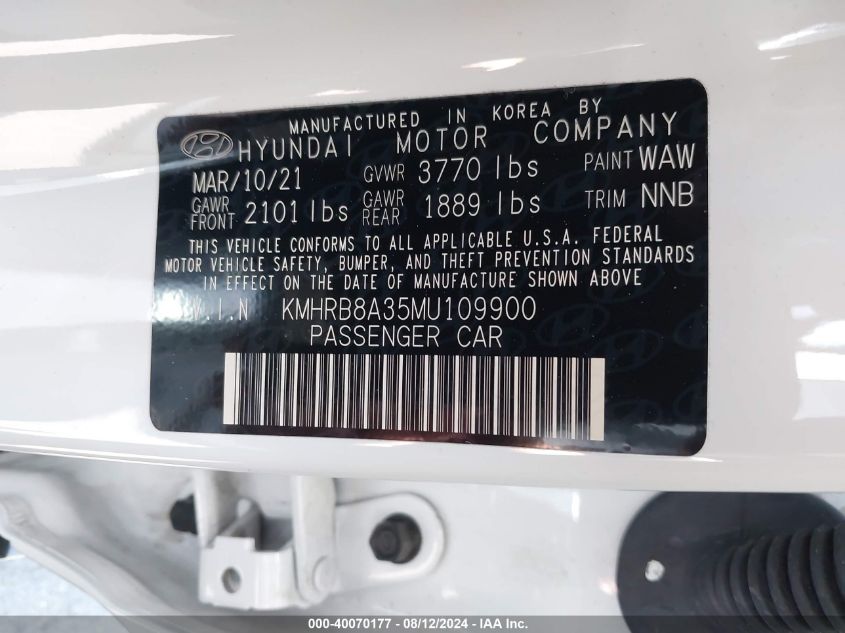 MANUFACTURED IN KOREA BY
HYUNDAI MOTOR COMPANY
MAR/10/21 GVWR 3770 lbs PAINT WAW
GAWR FRONT 2101 lbs GAWR REAR 1889 lbs TRIM NNB
THIS VEHICLE CONFORMS TO ALL APPLICABLE U.S.A. FEDERAL
MOTOR VEHICLE SAFETY, BUMPER, AND THEFT PREVENTION STANDARDS
IN EFFECT ON THE DATE OF MANUFACTURE SHOWN ABOVE
V.I.N KMHRB8A35MU109900
PASSENGER CAR
000-40070177 - 08/12/2024 - IAA Inc.